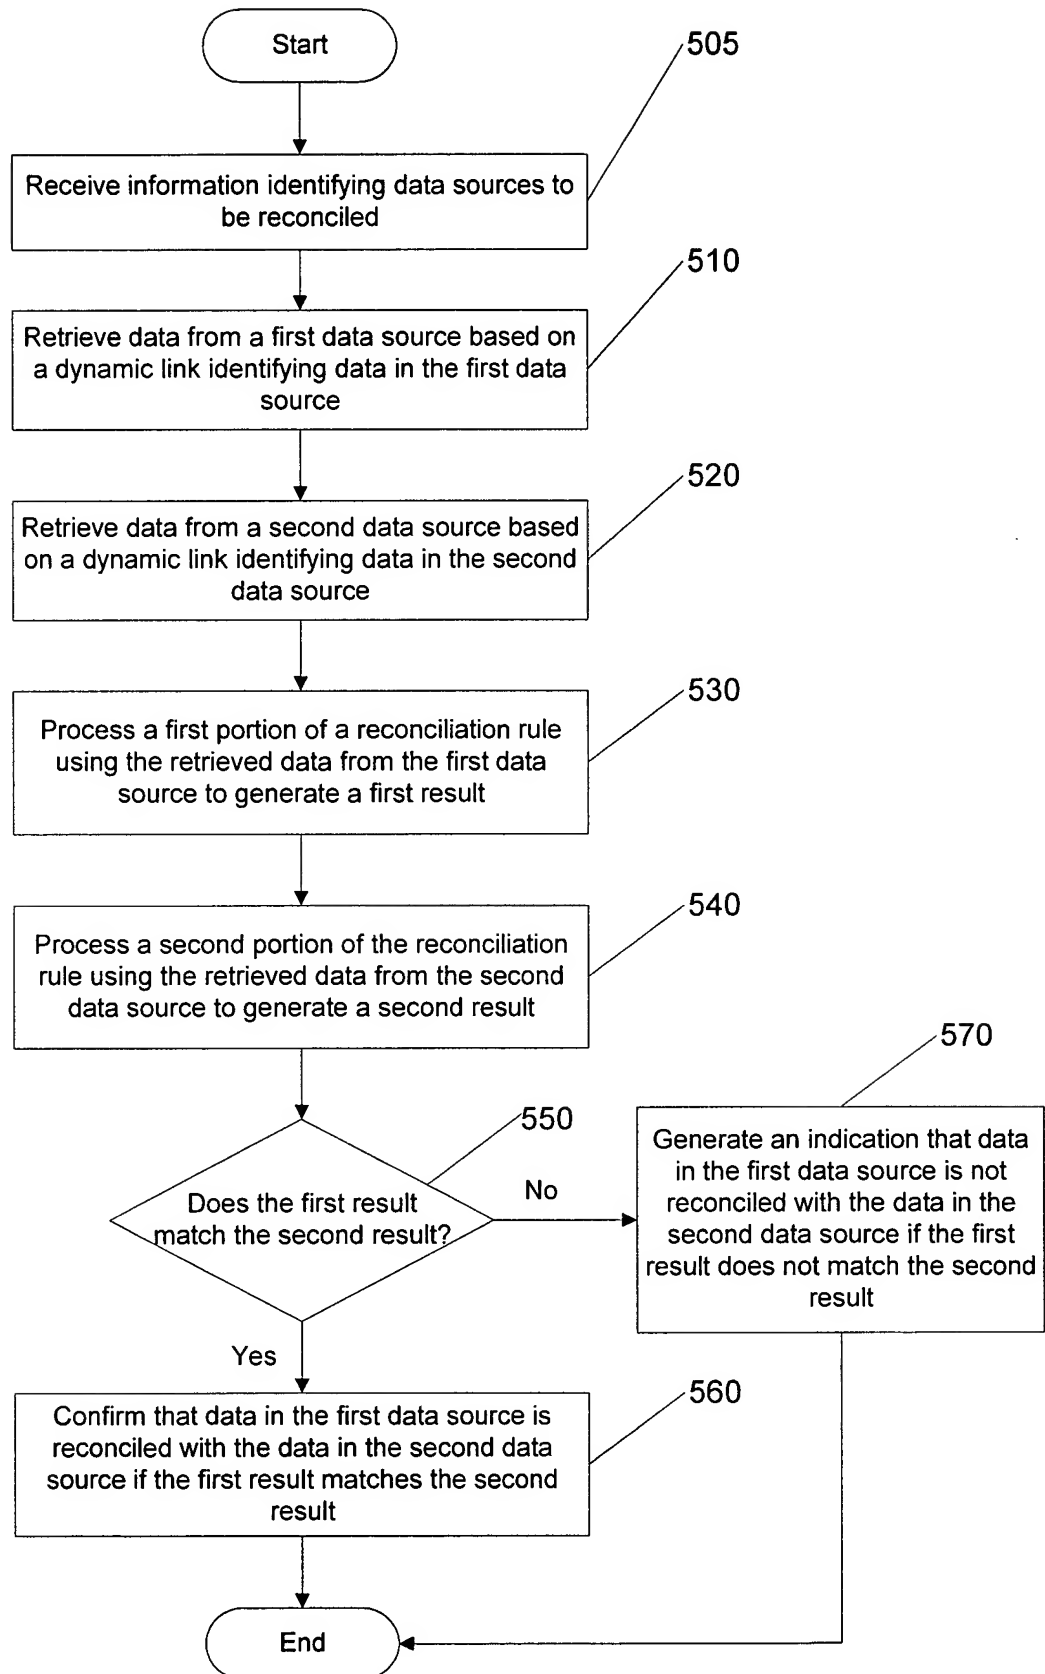 Start
505
Receive information identifying data sources to
be reconciled
510
Retrieve data from a first data source based on
a dynamic link identifying data in the first data
source
520
Retrieve data from a second data source based
on a dynamic link identifying data in the second
data source
530
Process a first portion of a reconciliation rule
using the retrieved data from the first data
source to generate a first result
540
Process a second portion of the reconciliation
rule using the retrieved data from the second
data source to generate a second result
550
Does the first result
match the second result?
No
570
Generate an indication that data
in the first data source is not
reconciled with the data in the
second data source if the first
result does not match the second
result
Yes
560
Confirm that data in the first data source is
reconciled with the data in the second data
source if the first result matches the second
result
End